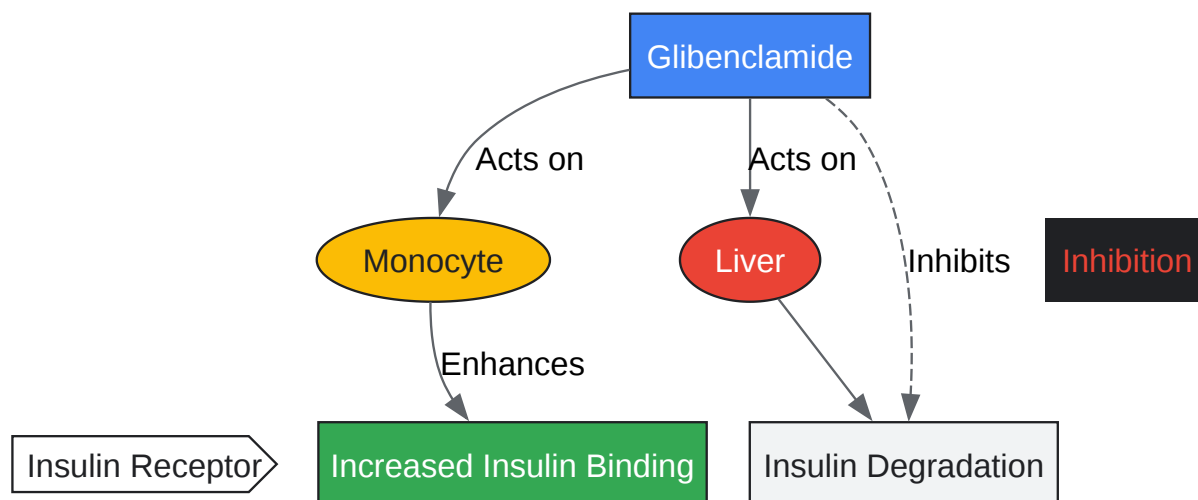 Glibenclamide
Acts on
Acts on
Monocyte
Liver
Inhibits
Inhibition
Enhances
Insulin Receptor
Increased Insulin Binding
Insulin Degradation